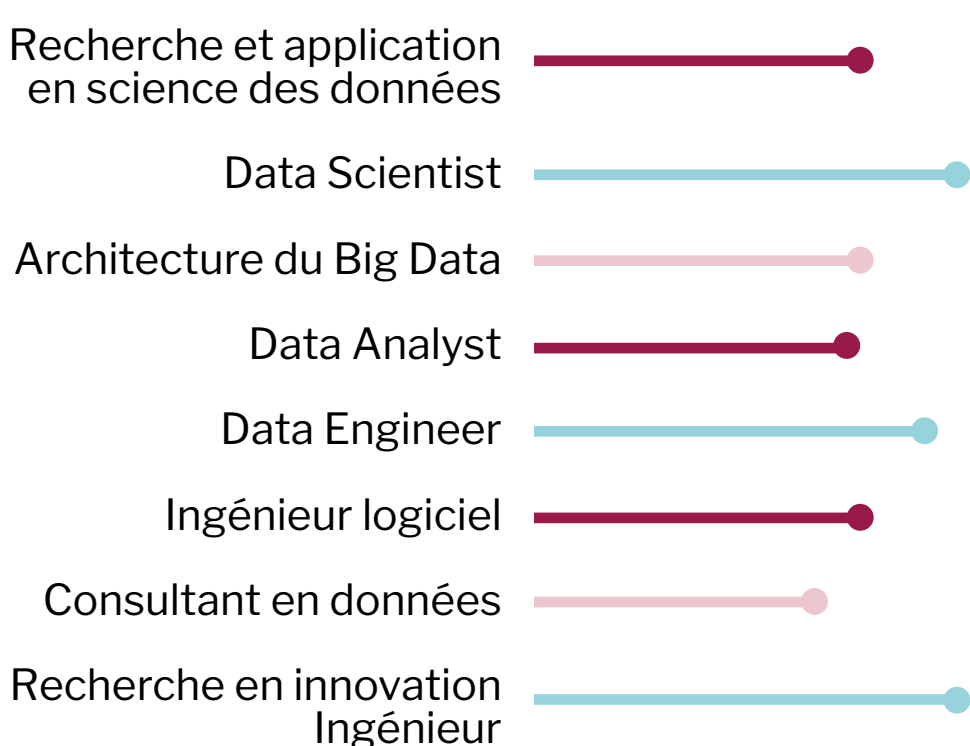 Recherche et application
en science des données
Data Scientist
Architecture du Big Data
Data Analyst
Data Engineer
Ingénieur logiciel
Consultant en données
Recherche en innovation
Ingénieur